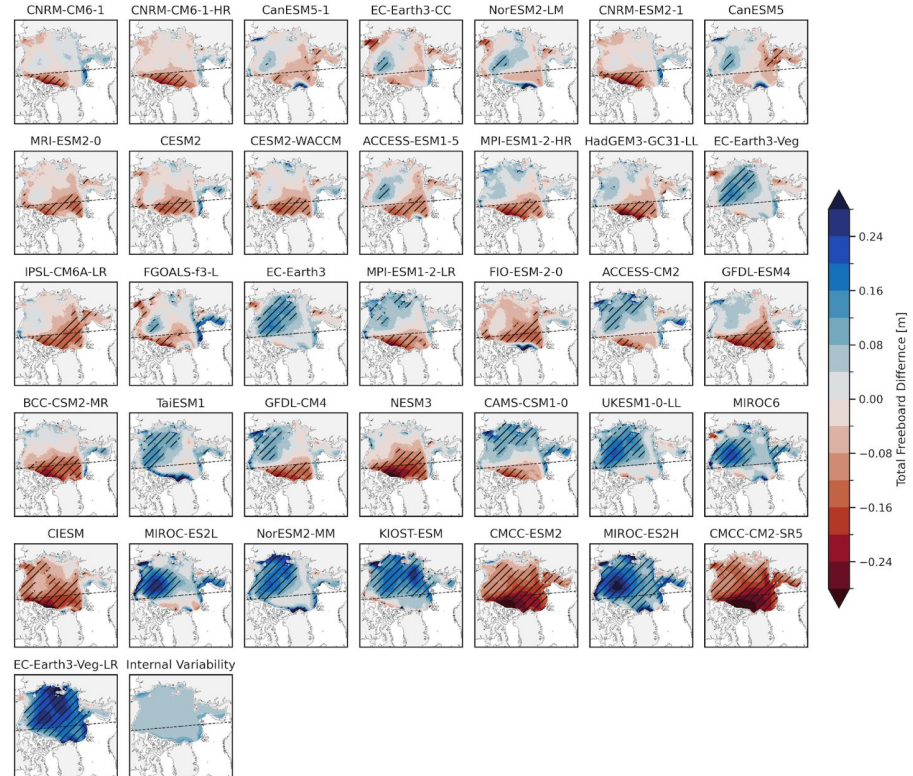 CNRM-CM6-1 CNRM-CM6-1-HR CanESM5-1 EC-Earth3-CC NorESM2-LM CNRM-ESM2-1 CanESM5
MRI-ESM2-0 CESM2 CESM2-WACCM ACCESS-ESM1-5 MPI-ESM1-2-HR HadGEM3-GC31-LL EC-Earth3-Veg
IPSL-CM6A-LR FGOALS-f3-L EC-Earth3 MPI-ESM1-2-LR FIO-ESM-2-0 ACCESS-CM2 GFDL-ESM4
BCC-CSM2-MR TaiESM1 GFDL-CM4 NESM3 CAMS-CSM1-0 UKESM1-0-LL MIROC6
CIESM MIROC-ES2L NorESM2-MM KIOST-ESM CMCC-ESM2 MIROC-ES2H CMCC-CM2-SR5
EC-Earth3-Veg-LR Internal Variability
0.24
0.16
0.08
0.00
−0.08
−0.16
−0.24
Total Freeboard Differnce [m]